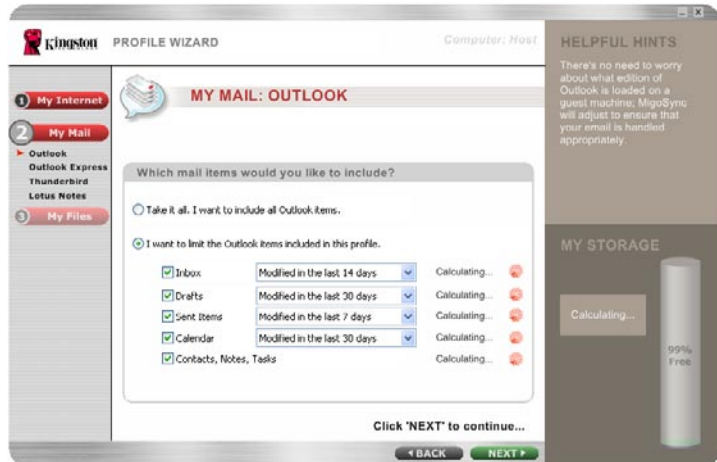 Kingston
PROFILE WIZARD
Computer: Host
1 My Internet
2 My Mail
Outlook
Outlook Express
Thunderbird
Lotus Notes
3 My Files
MY MAIL: OUTLOOK
Which mail items would you like to include?
Take it all. I want to include all Outlook items.
I want to limit the Outlook items included in this profile.
Inbox Modified in the last 14 days Calculating...
Drafts Modified in the last 30 days Calculating...
Sent Items Modified in the last 7 days Calculating...
Calendar Modified in the last 30 days Calculating...
Contacts, Notes, Tasks Calculating...
Click 'NEXT' to continue...
BACK NEXT
HELPFUL HINTS
There's no need to worry
about what edition of
Outlook is loaded on a
guest machine; MigoSync
will adjust to ensure that
your email is handled
appropriately.
MY STORAGE
Calculating...
99%
Free